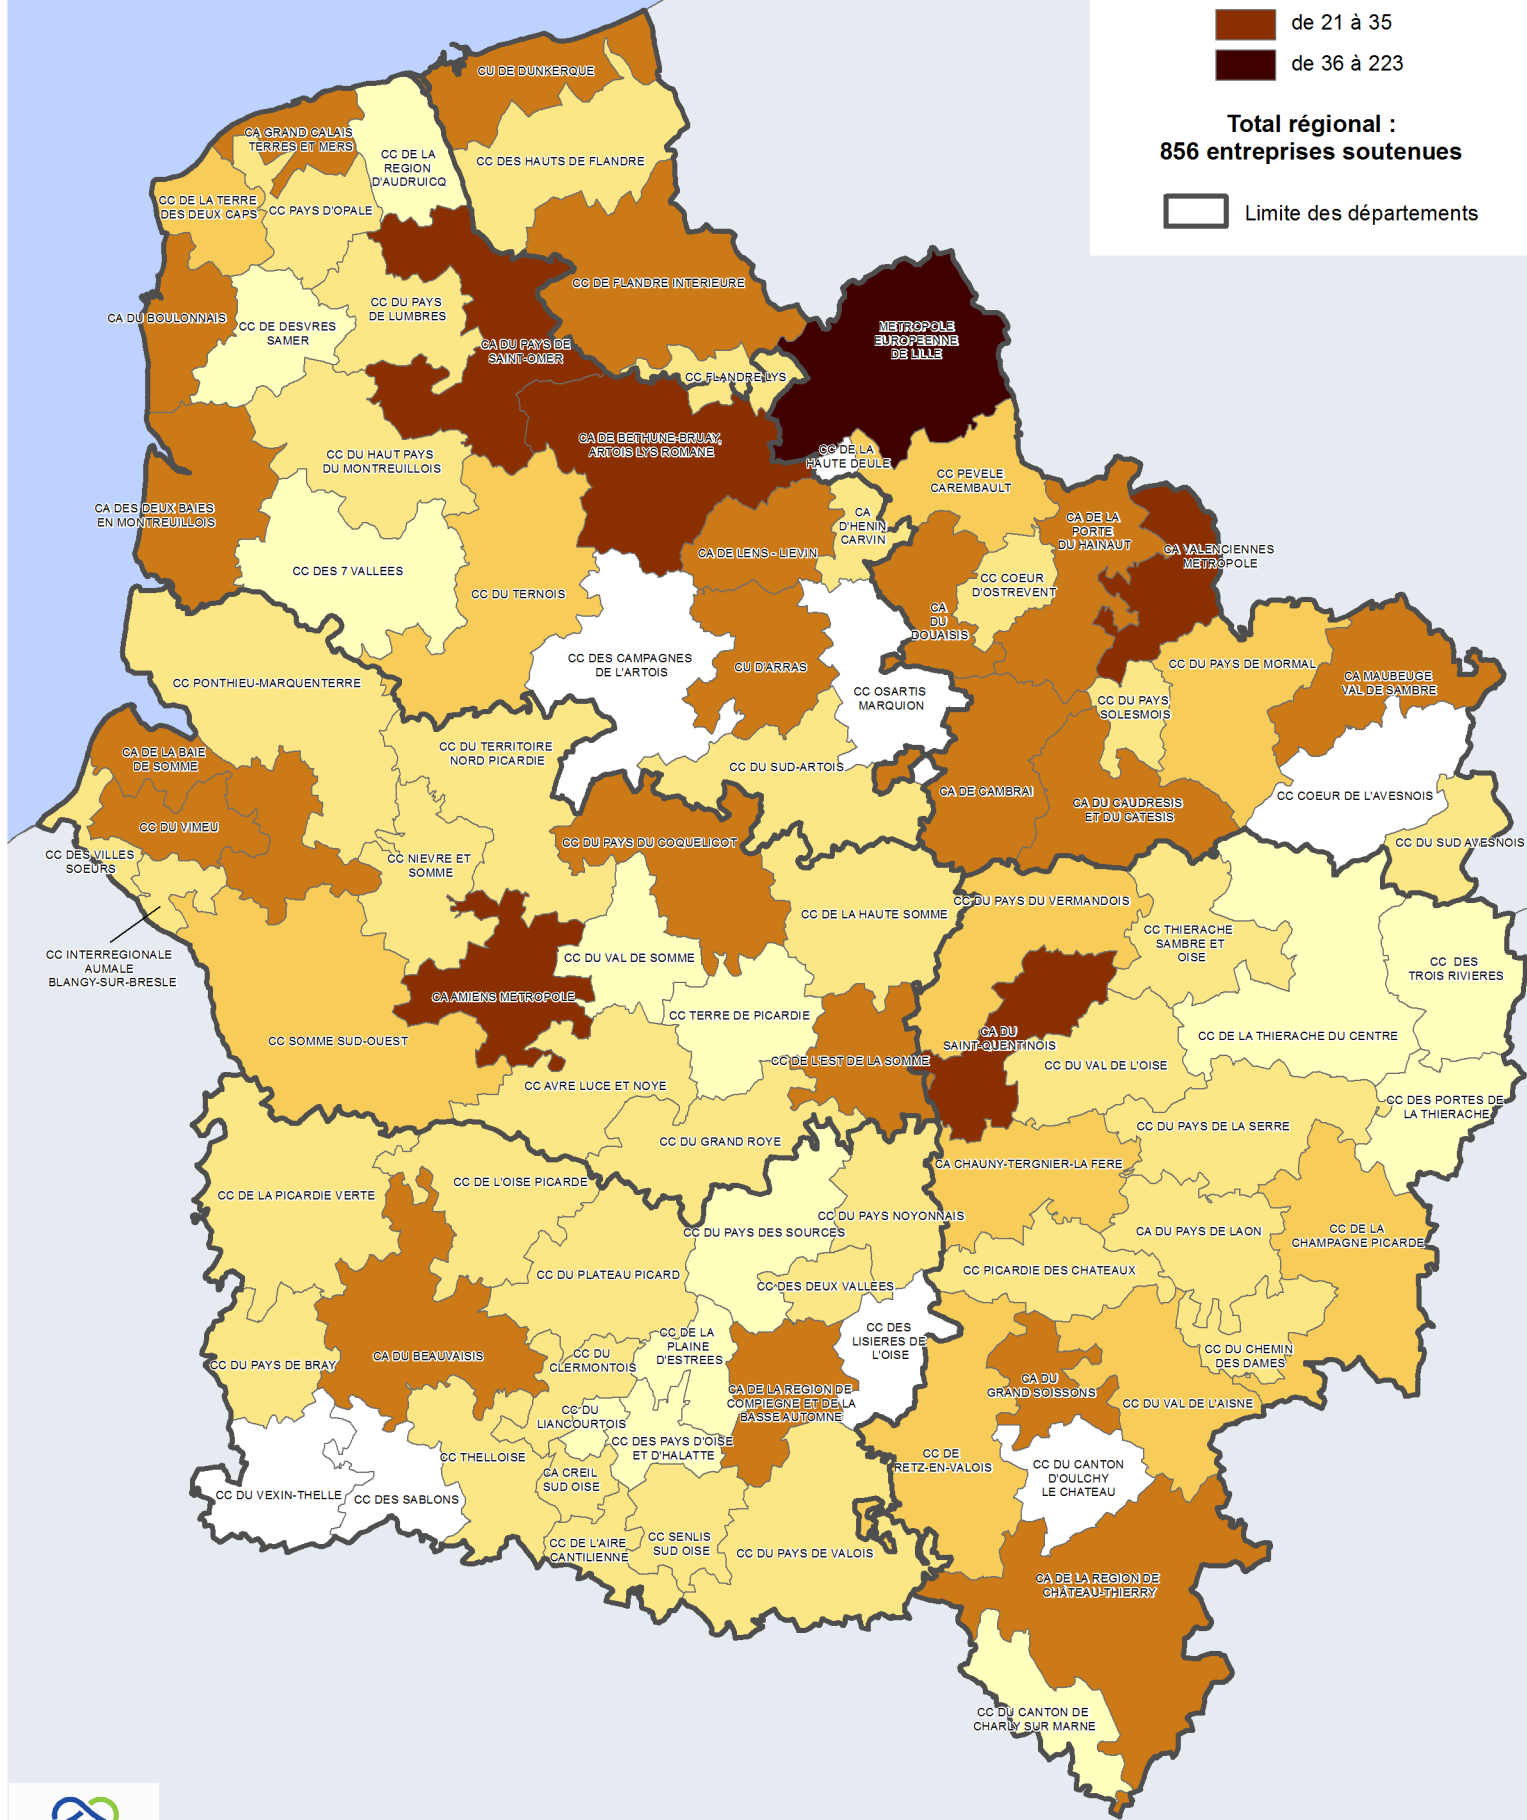 de 21 à 35
de 36 à 223
Total régional :
856 entreprises soutenues
Limite des départements
CU DE DUNKERQUE
CA GRAND CALAIS
TERRES ET MERS
CC DE LA
REGION
D'AUDRUICQ
CC DES HAUTS DE FLANDRE
CC DE LA TERRE
DES DEUX CAPS
CC PAYS D'OPALE
CC DE FLANDRE INTERIEURE
CC DU PAYS
DE LUMBRES
CA DU BOULONNAIS
CC DE DESVRES
SAMER
METROPOLE
EUROPEENNE
DE LILLE
CA DU PAYS DE
SAINT-OMER
CC FLANDRE LYS
CA DE BETHUNE-BRUAY,
ARTOIS LYS ROMANE
CC DU HAUT PAYS
DU MONTREUILLOIS
CC DE LA
HAUTE DEULE
CC PEVELE
CAREMBAULT
CA DES DEUX BAIES
EN MONTREUILLOIS
CA
D'HENIN
CARVIN
CA DE LA
PORTE
DU HAINAUT
CA DE LENS - LIEVIN
CA VALENCIENNES
METROPOLE
CC DES 7 VALLEES
CC DU TERNOIS
CC COEUR
D'OSTREVENT
CA
DU
DOUAISIS
CC DES CAMPAGNES
DE L'ARTOIS
CU D'ARRAS
CC DU PAYS DE MORMAL
CA MAUBEUGE
VAL DE SAMBRE
CC PONTHIEU-MARQUENTERRE
CC OSARTIS
MARQUION
CC DU PAYS
SOLESMOIS
CC DU TERRITOIRE
NORD PICARDIE
CA DE LA BAIE
DE SOMME
CC DU SUD-ARTOIS
CA DE CAMBRAI
CA DU CAUDRESIS
ET DU CATESIS
CC COEUR DE L'AVESNOIS
CC DU VIMEU
CC DU PAYS DU COQUELICOT
CC DU SUD AVESNOIS
CC DES VILLES
SOEURS
CC NIEVRE ET
SOMME
CC DU PAYS DU VERMANDOIS
CC DE LA HAUTE SOMME
CC THIERACHE
SAMBRE ET
OISE
CC INTERREGIONALE
AUMALE
BLANGY-SUR-BRESLE
CC DU VAL DE SOMME
CC DES
TROIS RIVIERES
CA AMIENS METROPOLE
CC TERRE DE PICARDIE
CC SOMME SUD-OUEST
CA DU
SAINT-QUENTINOIS
CC DE LA THIERACHE DU CENTRE
CC DE L'EST DE LA SOMME
CC DU VAL DE L'OISE
CC AVRE LUCE ET NOYE
CC DES PORTES DE
LA THIERACHE
CC DU PAYS DE LA SERRE
CC DU GRAND ROYE
CA CHAUNY-TERGNIER-LA FERE
CC DE L'OISE PICARDE
CC DE LA PICARDIE VERTE
CC DU PAYS NOYONNAIS
CC DU PAYS DES SOURCES
CA DU PAYS DE LAON
CC DE LA
CHAMPAGNE PICARDE
CC DU PLATEAU PICARD
CC PICARDIE DES CHATEAUX
CC DES DEUX VALLEES
CC DES
LISIERES DE
L'OISE
CC DE LA
PLAINE
D'ESTREES
CC DU PAYS DE BRAY
CA DU BEAUVAISIS
CC DU
CLERMONTOIS
CC DU CHEMIN
DES DAMES
CA DU
GRAND SOISSONS
CA DE LA REGION DE
COMPIEGNE ET DE LA
BASSE AUTOMNE
CC DU VAL DE L'AISNE
CC DU
LIANCOURTOIS
CC DES PAYS D'OISE
ET D'HALATTE
CC THELLOISE
CC DE
RETZ-EN-VALOIS
CA CREIL
SUD OISE
CC DU CANTON
D'OULCHY
LE CHATEAU
CC DU VEXIN-THELLE
CC DES SABLONS
CC DE L'AIRE
CANTILIENNE
CC SENLIS
SUD OISE
CC DU PAYS DE VALOIS
CA DE LA REGION DE
CHÂTEAU-THIERRY
CC DU CANTON DE
CHARLY SUR MARNE